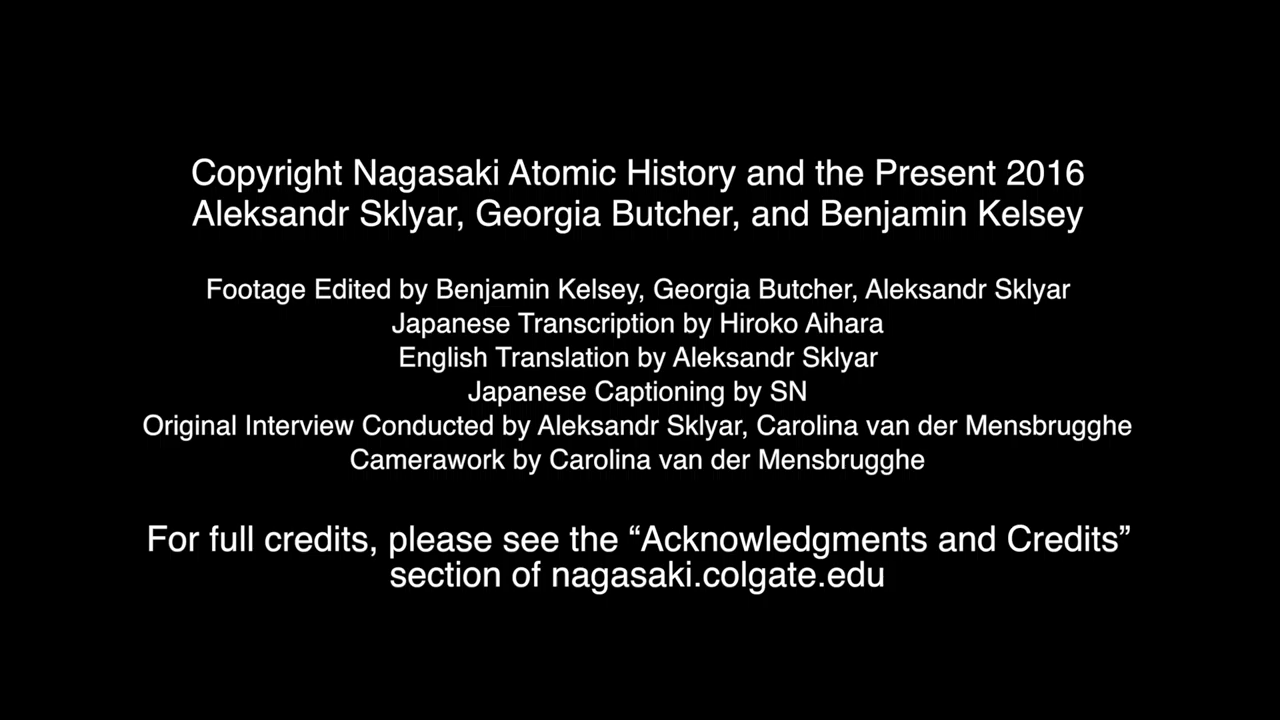 Copyright Nagasaki Atomic History and the Present 2016
Aleksandr Sklyar, Georgia Butcher, and Benjamin Kelsey
Footage Edited by Benjamin Kelsey, Georgia Butcher, Aleksandr Sklyar
Japanese Transcription by Hiroko Aihara
English Translation by Aleksandr Sklyar
Japanese Captioning by SN
Original Interview Conducted by Aleksandr Sklyar, Carolina van der Mensbrugghe
Camerawork by Carolina van der Mensbrugghe
For full credits, please see the “Acknowledgments and Credits”
section of nagasaki.colgate.edu